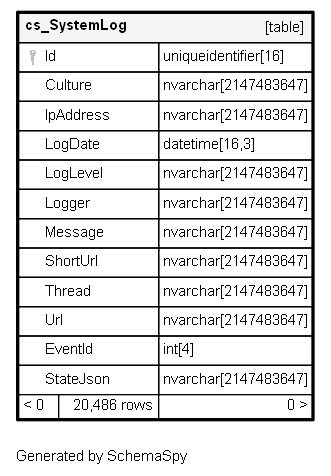 cs_SystemLog [table]
Id uniqueidentifier[16]
Culture nvarchar[2147483647]
IpAddress nvarchar[2147483647]
LogDate datetime[16,3]
LogLevel nvarchar[2147483647]
Logger nvarchar[2147483647]
Message nvarchar[2147483647]
ShortUrl nvarchar[2147483647]
Thread nvarchar[2147483647]
Url nvarchar[2147483647]
EventId int[4]
StateJson nvarchar[2147483647]
< 0 20,486 rows 0 >
Generated by SchemaSpy